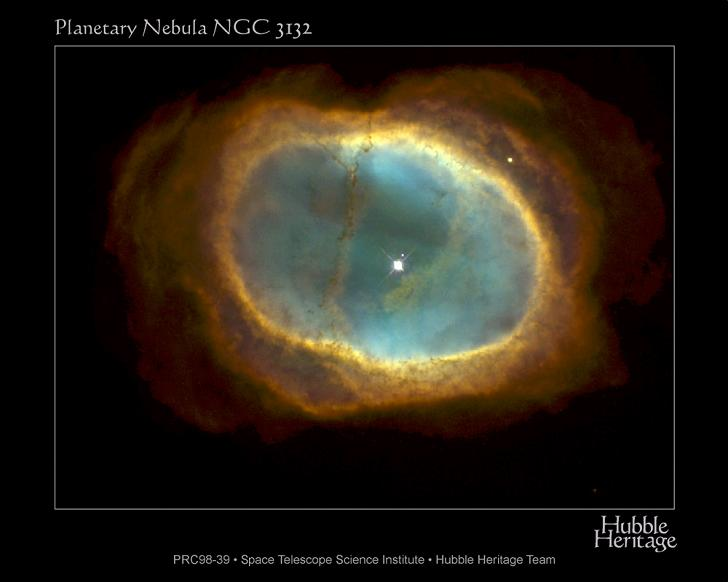 Planetary Nebula NGC 3132
Hubble
Heritage
PRC98-39 • Space Telescope Science Institute • Hubble Heritage Team